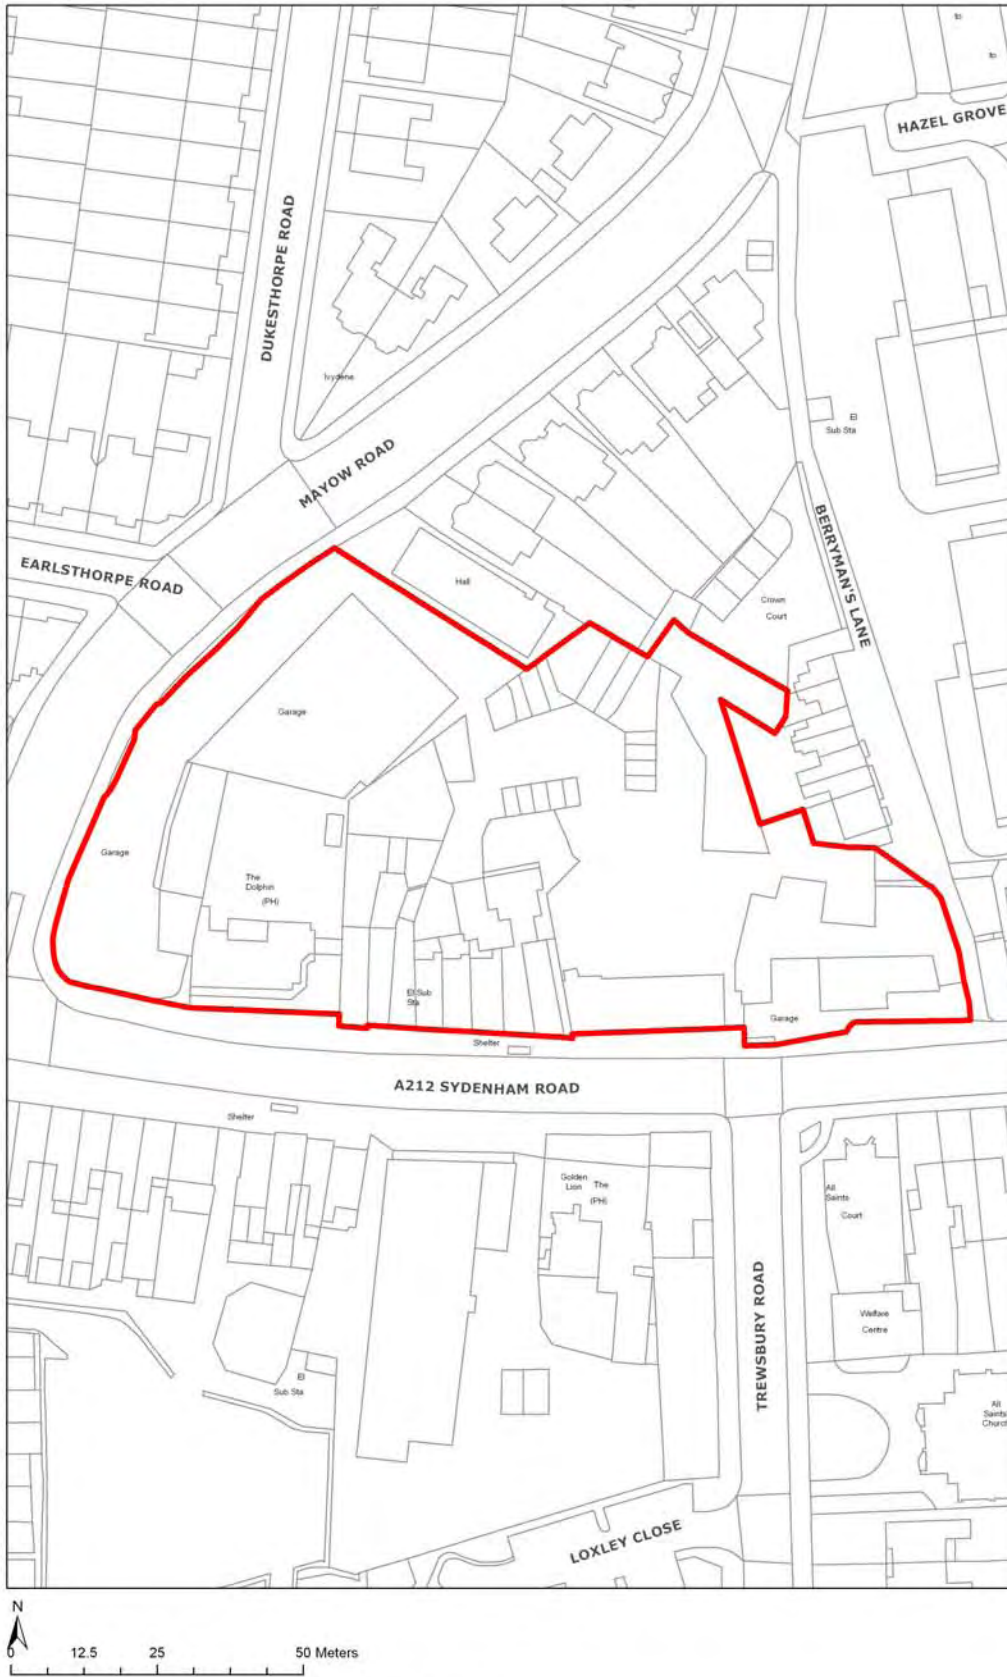 to
to
HAZEL GROVE
DUKESTHORPE ROAD
Ivydene
El
Sub Sta
MAYOW ROAD
BERRYMAN'S LANE
EARLSTHORPE ROAD
Hall
Crown
Court
Garage
Garage
The
Dolphin
(PH)
El Sub
Sta
Garage
Shelter
A212 SYDENHAM ROAD
Shelter
Golden
Lion
The
(PH)
All
Saints
Court
TREWSBURY ROAD
Welfare
Centre
El
Sub Sta
All
Saints
Church
LOXLEY CLOSE
N
0 12.5 25 50 Meters